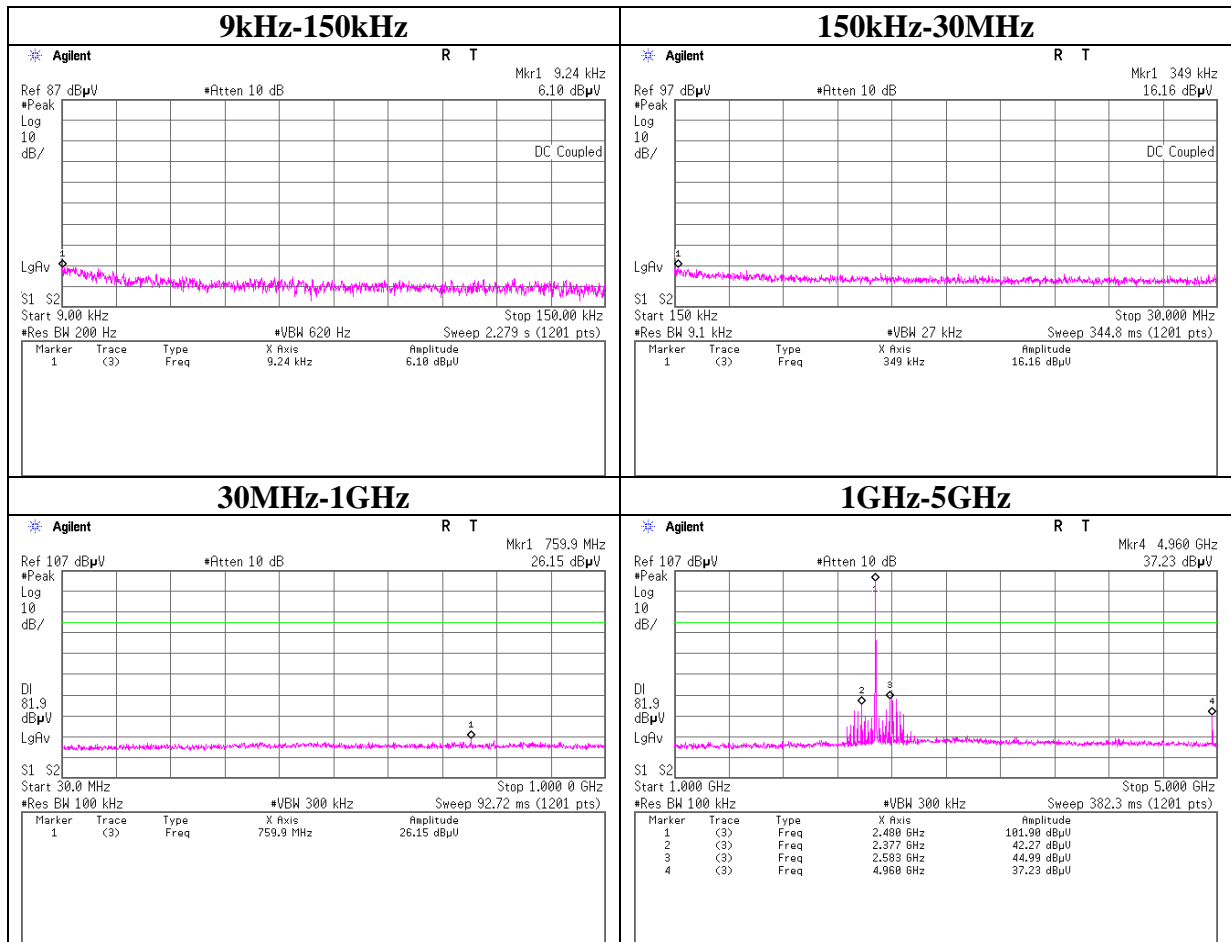 9kHz-150kHz
Agilent R T
Mkr1 9.24 kHz
Ref 87 dBµV #Atten 10 dB 6.10 dBµV
#Peak
Log
10
dB/
DC Coupled
1
LgAv
S1 S2
Start 9.00 kHz Stop 150.00 kHz
#Res BW 200 Hz #VBW 620 Hz Sweep 2.279 s (1201 pts)
Marker Trace Type X Axis Amplitude
1 (3) Freq 9.24 kHz 6.10 dBµV
150kHz-30MHz
Agilent R T
Mkr1 349 kHz
Ref 97 dBµV #Atten 10 dB 16.16 dBµV
#Peak
Log
10
dB/
DC Coupled
1
LgAv
S1 S2
Start 150 kHz Stop 30.000 MHz
#Res BW 9.1 kHz #VBW 27 kHz Sweep 344.8 ms (1201 pts)
Marker Trace Type X Axis Amplitude
1 (3) Freq 349 kHz 16.16 dBµV
30MHz-1GHz
Agilent R T
Mkr1 759.9 MHz
Ref 107 dBµV #Atten 10 dB 26.15 dBµV
#Peak
Log
10
dB/
DI
81.9
dBµV
1
LgAv
S1 S2
Start 30.0 MHz Stop 1.000 0 GHz
#Res BW 100 kHz #VBW 300 kHz Sweep 92.72 ms (1201 pts)
Marker Trace Type X Axis Amplitude
1 (3) Freq 759.9 MHz 26.15 dBµV
1GHz-5GHz
Agilent R T
Mkr4 4.960 GHz
Ref 107 dBµV #Atten 10 dB 37.23 dBµV
#Peak
Log
10
dB/
1
DI
81.9
dBµV
2 3 4
LgAv
S1 S2
Start 1.000 GHz Stop 5.000 GHz
#Res BW 100 kHz #VBW 300 kHz Sweep 382.3 ms (1201 pts)
Marker Trace Type X Axis Amplitude
1 (3) Freq 2.480 GHz 101.90 dBµV
2 (3) Freq 2.377 GHz 42.27 dBµV
3 (3) Freq 2.583 GHz 44.99 dBµV
4 (3) Freq 4.960 GHz 37.23 dBµV